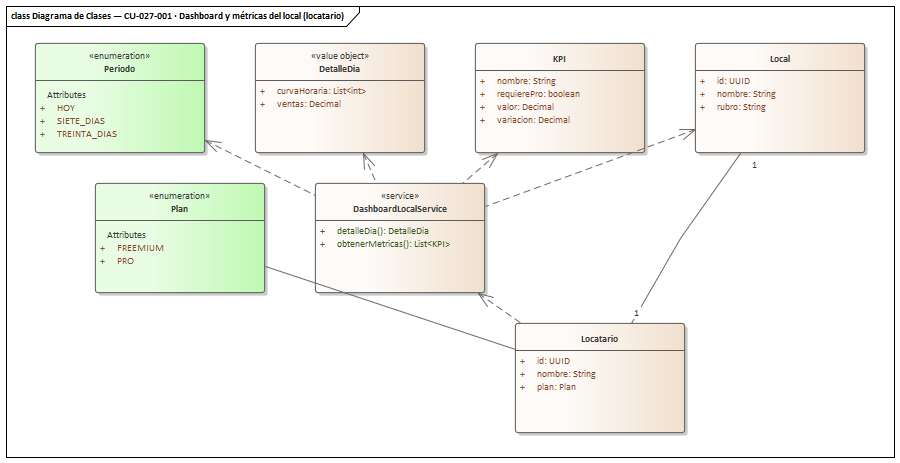 class Diagrama de Clases — CU-027-001 · Dashboard y métricas del local (locatario)
«enumeration»
Periodo
Attributes
+ HOY
+ SIETE_DIAS
+ TREINTA_DIAS
«value object»
DetalleDia
+ curvaHoraria: List<int>
+ ventas: Decimal
KPI
+ nombre: String
+ requierePro: boolean
+ valor: Decimal
+ variacion: Decimal
Local
+ id: UUID
+ nombre: String
+ rubro: String
«enumeration»
Plan
Attributes
+ FREEMIUM
+ PRO
«service»
DashboardLocalService
+ detalleDia(): DetalleDia
+ obtenerMetricas(): List<KPI>
1
1
Locatario
+ id: UUID
+ nombre: String
+ plan: Plan